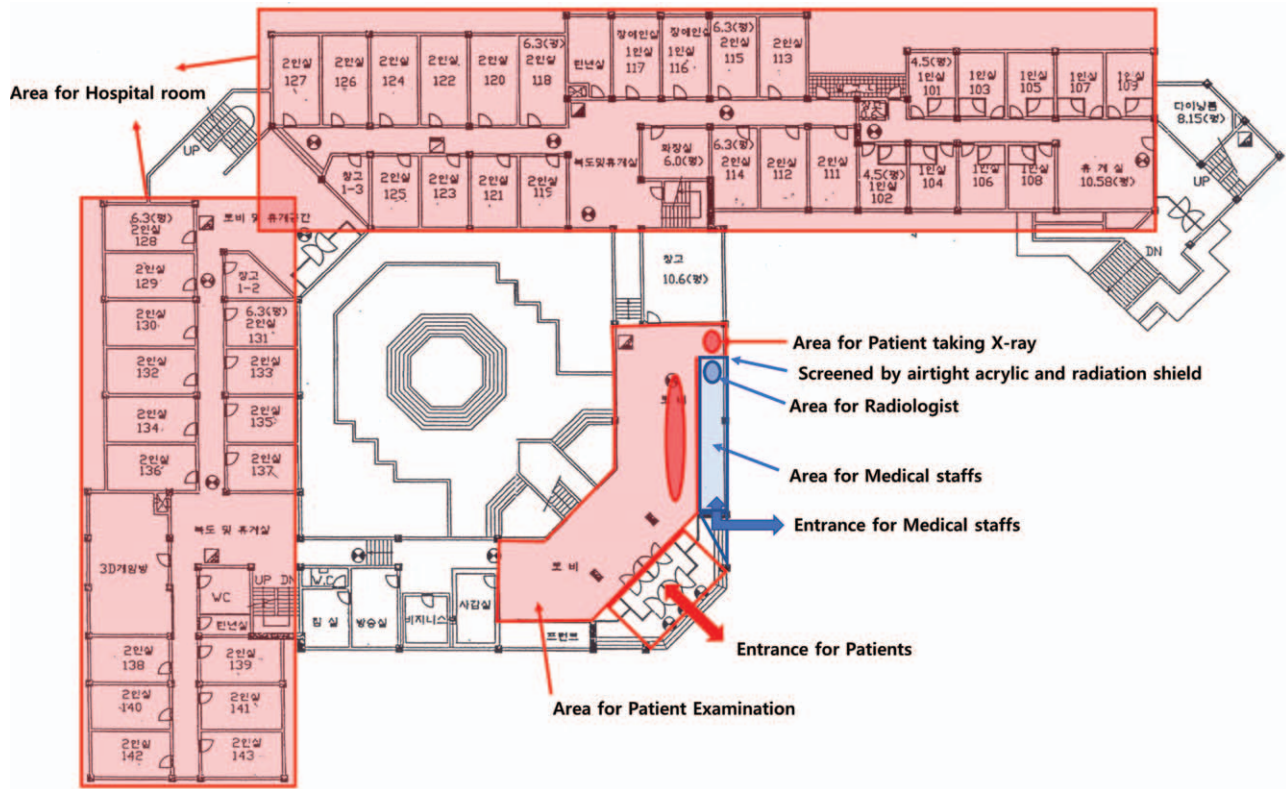 Area for Hospital room
2인실
127
2인실
126
2인실
124
2인실
122
2인실
120
6.3(평)
2인실
118
린넨실
장애인실
1인실
117
장애인실
1인실
116
6.3(평)
2인실
115
2인실
113
4.5(평)
1인실
101
1인실
103
1인실
105
1인실
107
1인실
109
다이닝룸
8.15(평)
UP
창고
1-3
2인실
125
2인실
123
2인실
121
2인실
119
복도및휴게실
화장실
6.0(평)
6.3(평)
2인실
114
2인실
112
2인실
111
4.5(평)
1인실
102
1인실
104
1인실
106
1인실
108
휴 게 실
10.58(평)
UP
DN
6.3(평)
2인실
128
로비 및 휴게공간
2인실
129
창고
1-2
2인실
130
6.3(평)
2인실
131
2인실
132
2인실
133
2인실
134
2인실
135
2인실
136
2인실
137
복도 및 휴게실
3D게임방
WC
UP DN
린넨실
2인실
138
2인실
139
2인실
140
2인실
141
2인실
142
2인실
143
창고
10.6(평)
Area for Patient taking X-ray
Screened by airtight acrylic and radiation shield
Area for Radiologist
Area for Medical staffs
Entrance for Medical staffs
로 비
W.C
방송실
비지니스
사감실
프런트
Entrance for Patients
Area for Patient Examination